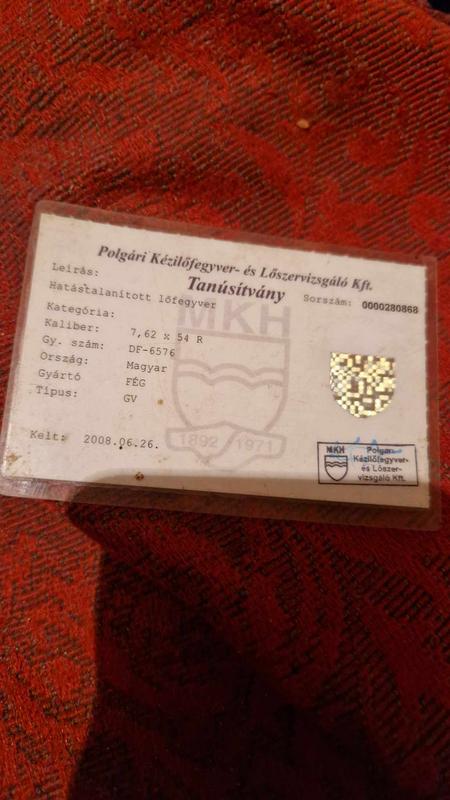 Polgári Kézilőfegyver- és Lőszervizsgáló Kft.
Tanúsítvány
Leírás:
Sorszám: 0000280868
Hatástalanított lőfegyver
Kategória:
Kaliber: 7,62 x 54 R
Gy. szám: DF-6576
Ország: Magyar
Gyártó FÉG
Típus: GV
MKH
1892 1971
Kelt: 2008.06.26.
MKH Polgári
Kézilőfegyver-
és Lőszer-
vizsgáló Kft.